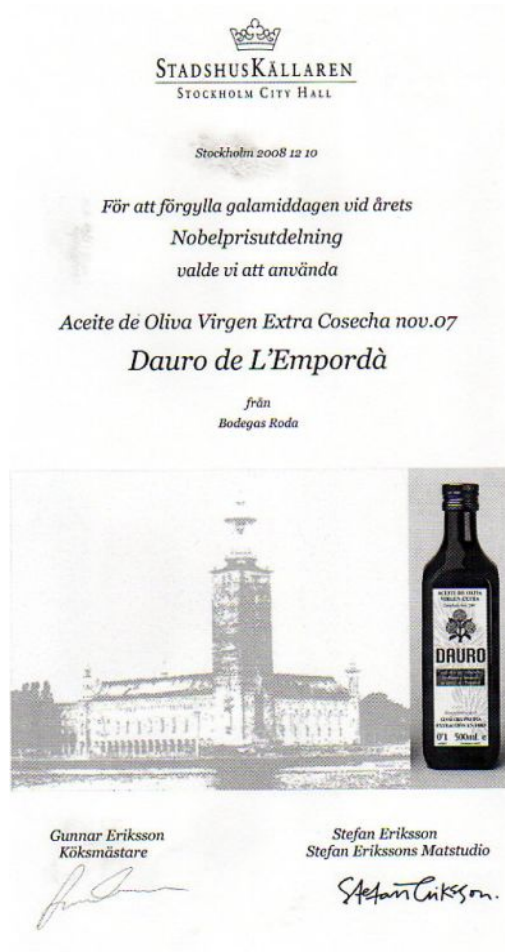 STADSHUSKÄLLAREN
STOCKHOLM CITY HALL
Stockholm 2008 12 10
För att förgylla galamiddagen vid årets
Nobelprisutdelning
valde vi att använda
Aceite de Oliva Virgen Extra Cosecha nov.07
Dauro de L'Empordà
från
Bodegas Roda
ACEITE DE OLIVA
VIRGEN EXTRA
DAURO
500ml. e
Gunnar Eriksson
Köksmästare
Stefan Eriksson
Stefan Erikssons Matstudio
Stefan Eriksson.